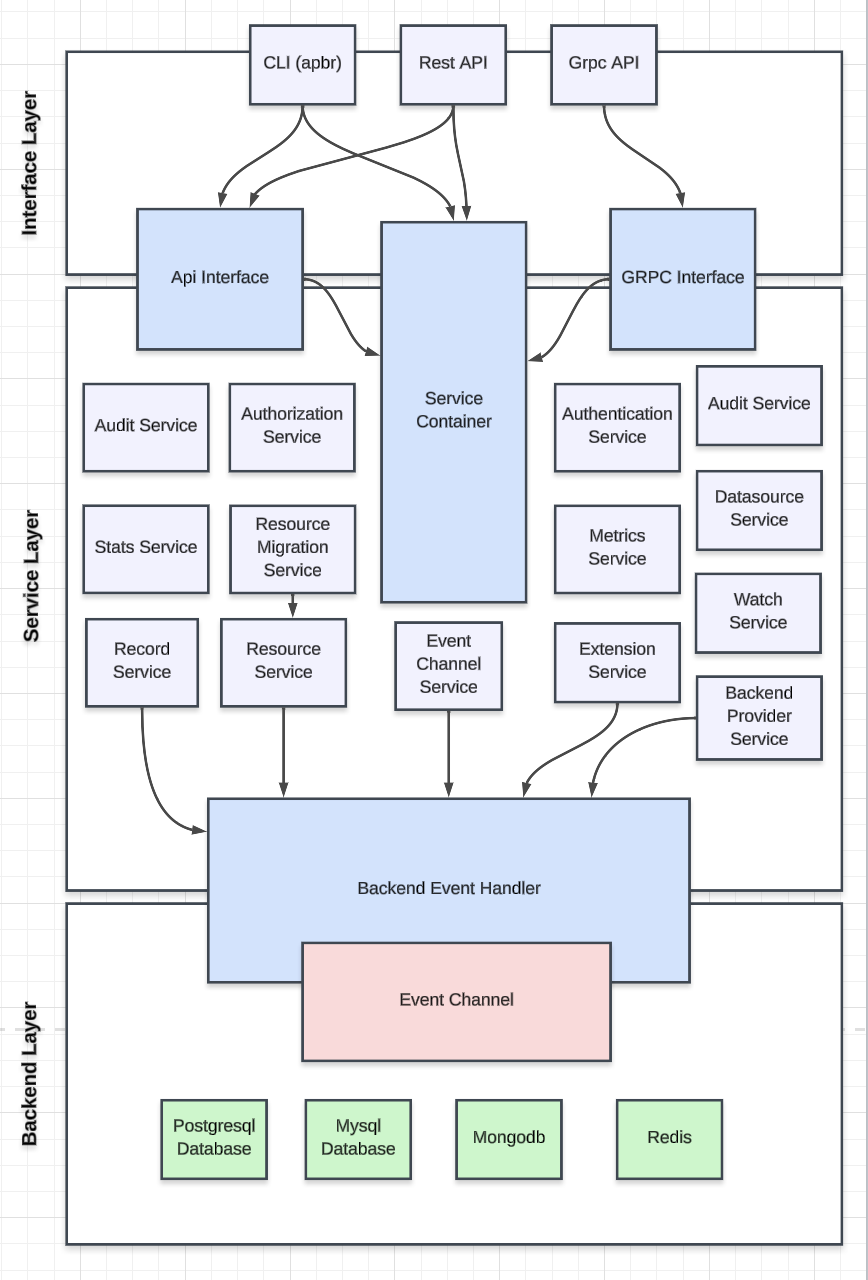 Interface Layer
CLI (apbr)
Rest API
Grpc API
Api Interface
GRPC Interface
Service Layer
Service
Container
Audit Service
Authorization
Service
Authentication
Service
Audit Service
Stats Service
Resource
Migration
Service
Metrics
Service
Datasource
Service
Watch
Service
Record
Service
Resource
Service
Event
Channel
Service
Extension
Service
Backend
Provider
Service
Backend Event Handler
Backend Layer
Event Channel
Postgresql
Database
Mysql
Database
Mongodb
Redis